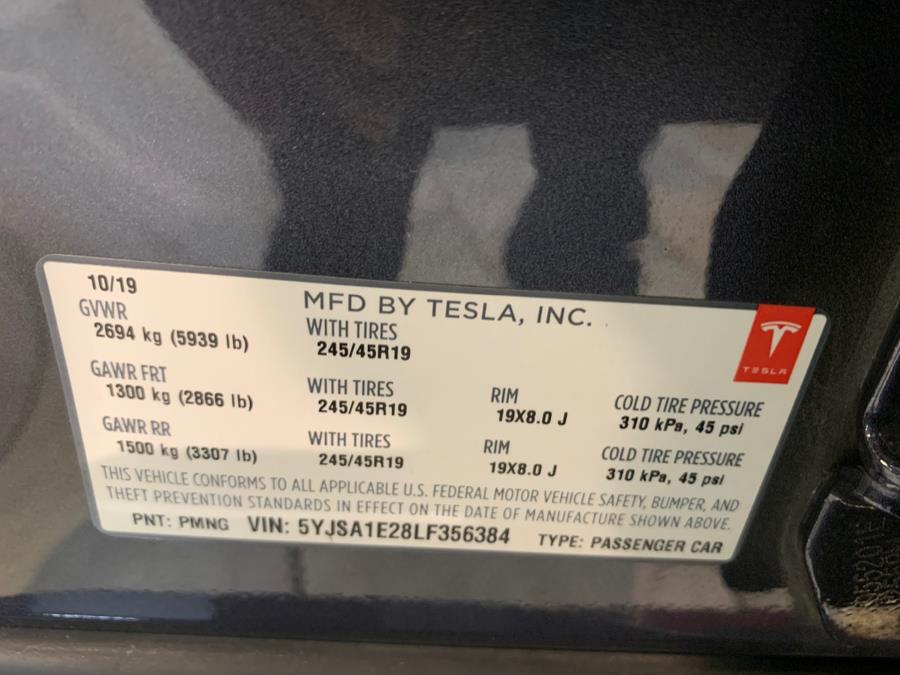 10/19
MFD BY TESLA, INC.
GVWR
2694 kg (5939 lb)
WITH TIRES
245/45R19
TESLA
GAWR FRT
1300 kg (2866 lb)
WITH TIRES
245/45R19
RIM
19X8.0 J
COLD TIRE PRESSURE
310 kPa, 45 psi
GAWR RR
1500 kg (3307 lb)
WITH TIRES
245/45R19
RIM
19X8.0 J
COLD TIRE PRESSURE
310 kPa, 45 psi
THIS VEHICLE CONFORMS TO ALL APPLICABLE U.S. FEDERAL MOTOR VEHICLE SAFETY, BUMPER, AND
THEFT PREVENTION STANDARDS IN EFFECT ON THE DATE OF MANUFACTURE SHOWN ABOVE.
PNT: PMNG VIN: 5YJSA1E28LF356384 TYPE: PASSENGER CAR